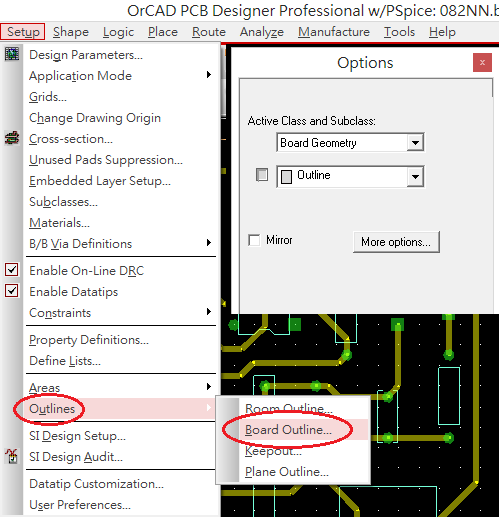 OrCAD PCB Designer Professional w/PSpice: 082NN.b
Setup Shape Logic Place Route Analyze Manufacture Tools Help
Design Parameters...
Application Mode
Grids...
Change Drawing Origin
Cross-section...
Unused Pads Suppression...
Embedded Layer Setup...
Subclasses...
Materials...
B/B Via Definitions
Enable On-Line DRC
Enable Datatips
Constraints
Property Definitions...
Define Lists...
Areas
Outlines
SI Design Setup...
SI Design Audit...
Datatip Customization...
User Preferences...
Room Outline...
Board Outline...
Keepout...
Plane Outline...
Options
x
Active Class and Subclass:
Board Geometry
Outline
Mirror
More options...